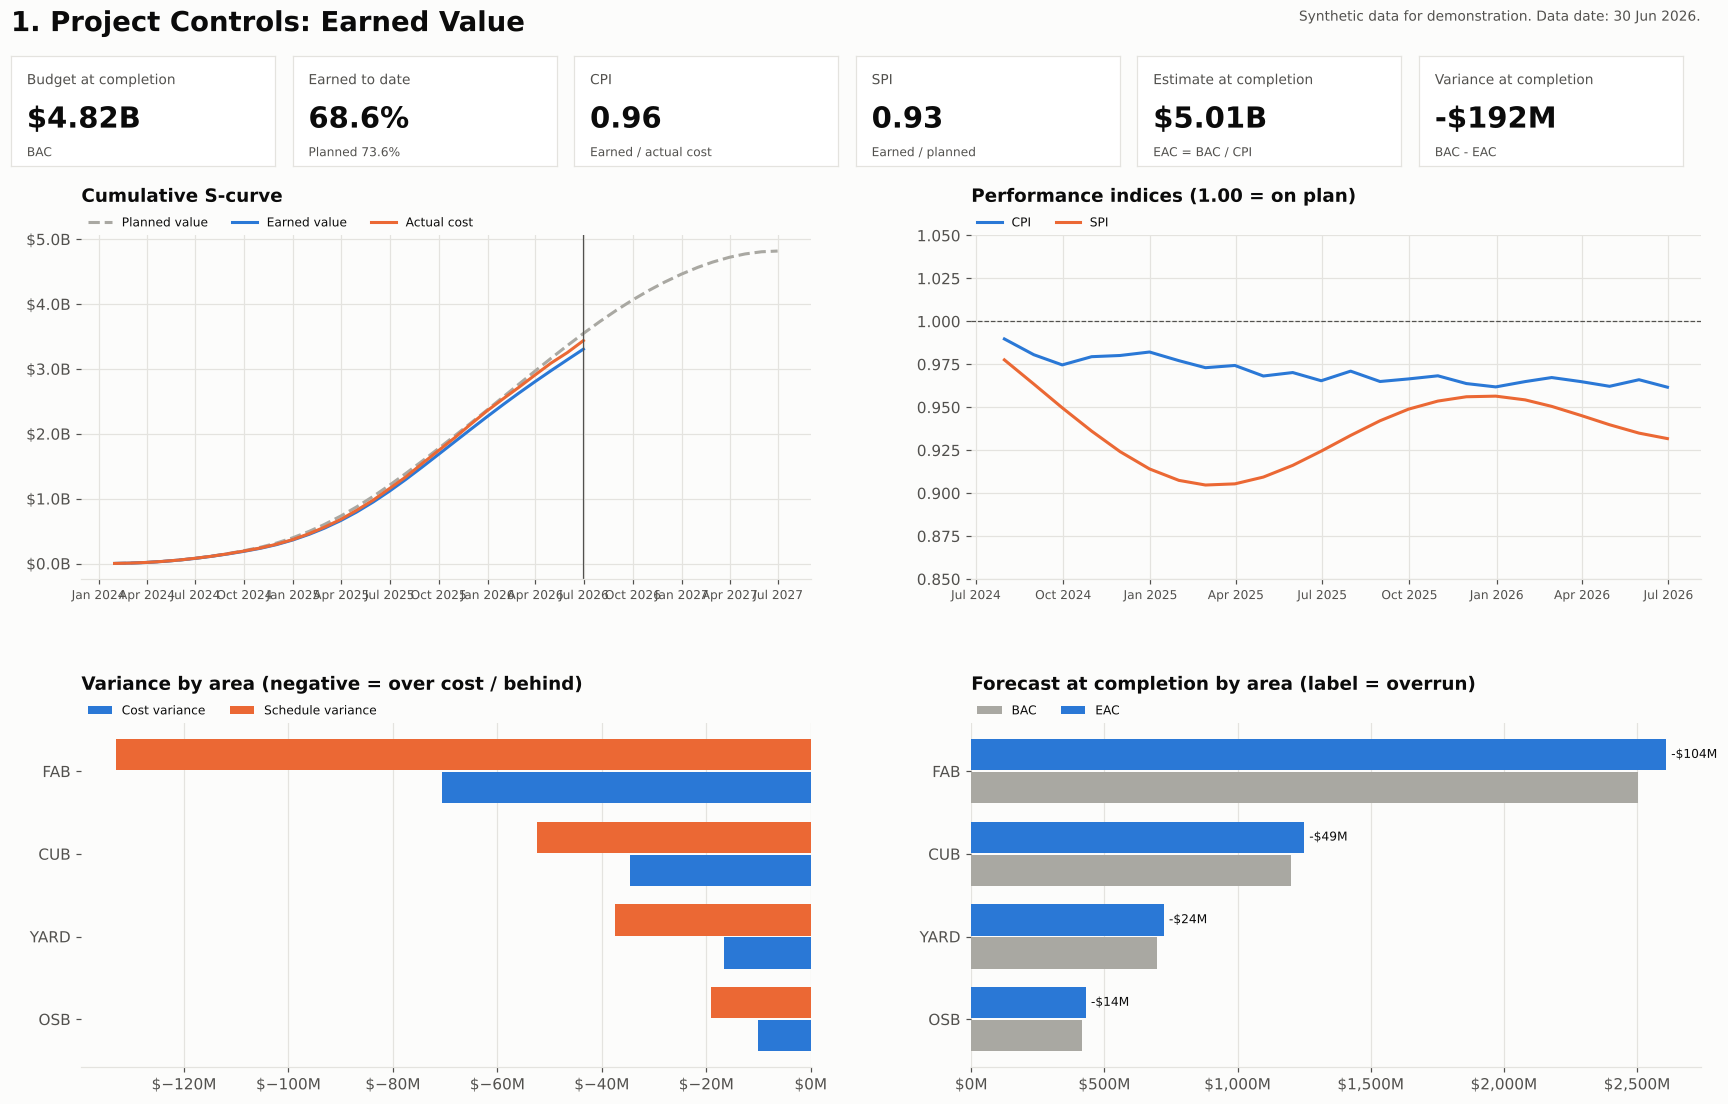 1. Project Controls: Earned Value
Synthetic data for demonstration. Data date: 30 Jun 2026.
Budget at completion
$4.82B
BAC
Earned to date
68.6%
Planned 73.6%
CPI
0.96
Earned / actual cost
SPI
0.93
Earned / planned
Estimate at completion
$5.01B
EAC = BAC / CPI
Variance at completion
-$192M
BAC - EAC
Cumulative S-curve
Planned value Earned value Actual cost
$5.0B
$4.0B
$3.0B
$2.0B
$1.0B
$0.0B
Jan 2024 Apr 2024 Jul 2024 Oct 2024 Jan 2025 Apr 2025 Jul 2025 Oct 2025 Jan 2026 Apr 2026 Jul 2026 Oct 2026 Jan 2027 Apr 2027 Jul 2027
Performance indices (1.00 = on plan)
CPI SPI
1.050
1.025
1.000
0.975
0.950
0.925
0.900
0.875
0.850
Jul 2024 Oct 2024 Jan 2025 Apr 2025 Jul 2025 Oct 2025 Jan 2026 Apr 2026 Jul 2026
Variance by area (negative = over cost / behind)
Cost variance Schedule variance
FAB
CUB
YARD
OSB
$−120M $−100M $−80M $−60M $−40M $−20M $0M
Forecast at completion by area (label = overrun)
BAC EAC
FAB -$104M
CUB -$49M
YARD -$24M
OSB -$14M
$0M $500M $1,000M $1,500M $2,000M $2,500M